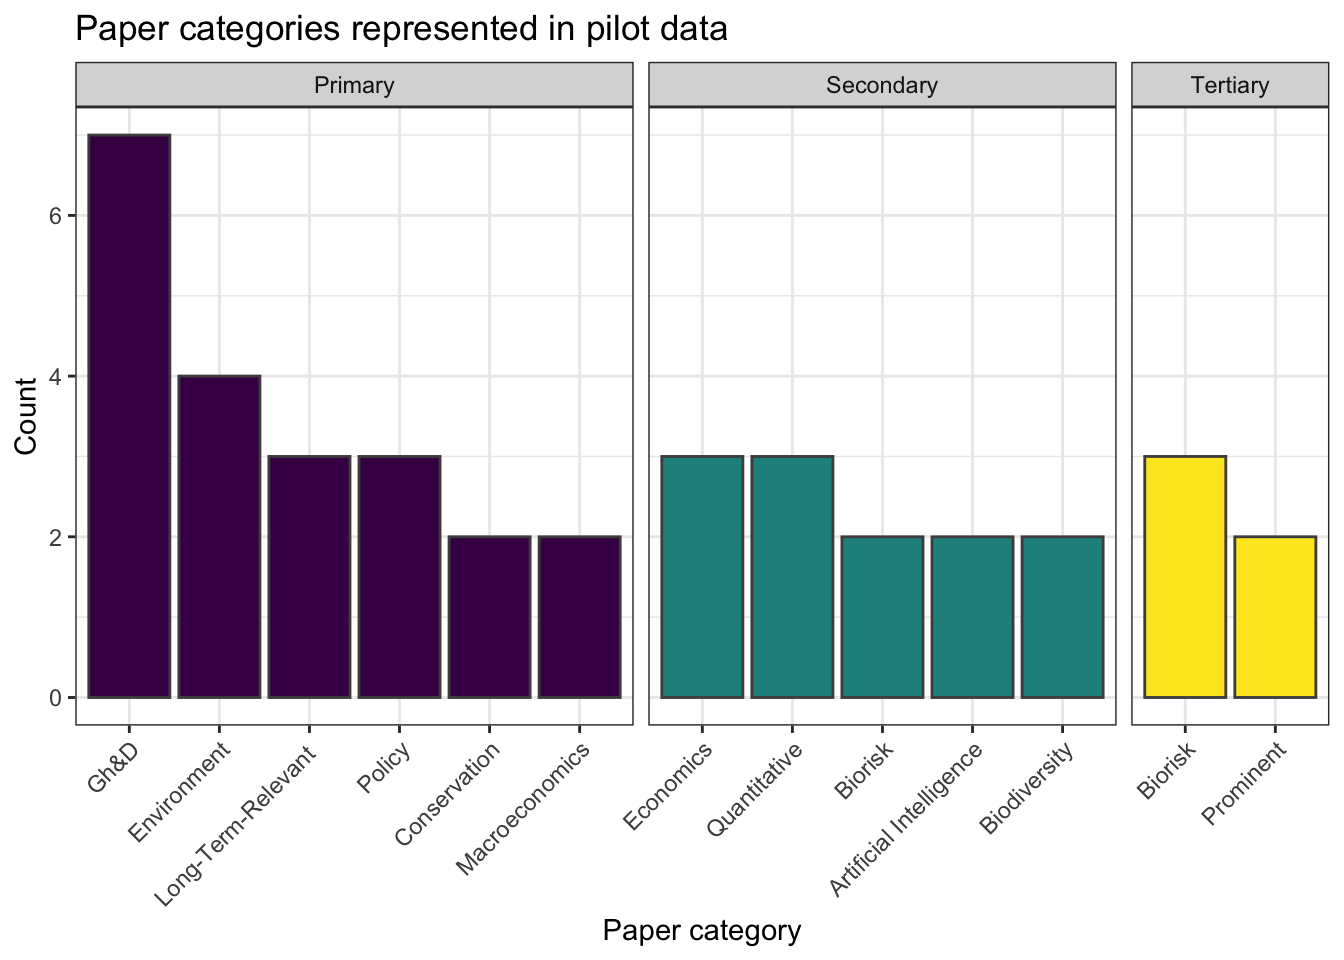 Paper categories represented in pilot data
Primary
Secondary
Tertiary
Count
6
4
2
0
Gh&D
Environment
Long-Term-Relevant
Policy
Conservation
Macroeconomics
Economics
Quantitative
Biorisk
Artificial Intelligence
Biodiversity
Biorisk
Prominent
Paper category